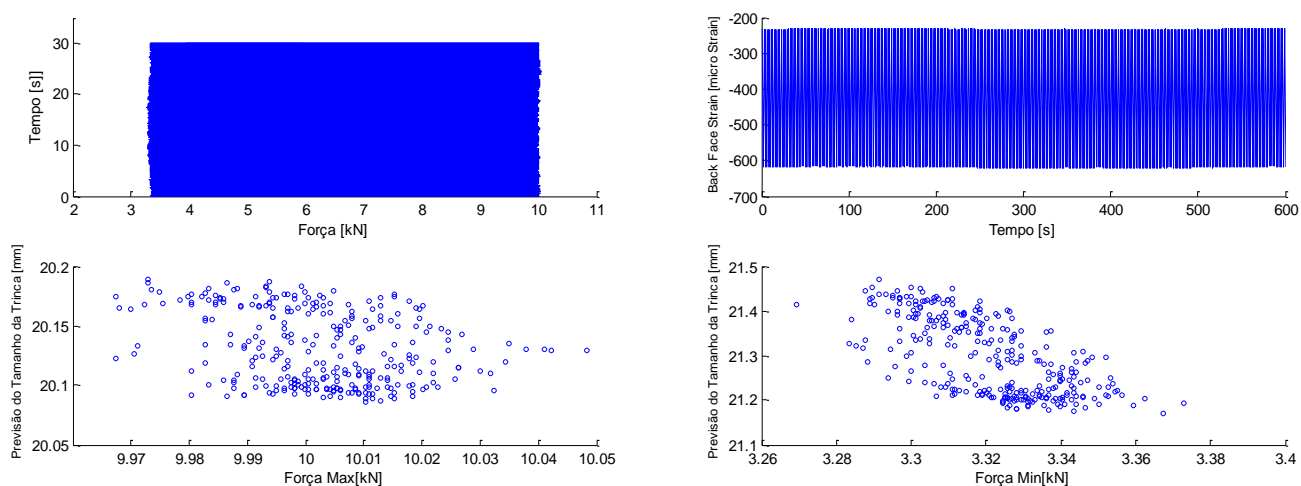 30
20
10
0
Tempo [s]]
2 3 4 5 6 7 8 9 10 11
Força [kN]
-200
-300
-400
-500
-600
-700
Back Face Strain [micro Strain]
0 100 200 300 400 500 600
Tempo [s]
20.2
20.15
20.1
20.05
Previsão do Tamanho da Trinca [mm]
9.97 9.98 9.99 10 10.01 10.02 10.03 10.04 10.05
Força Max[kN]
21.5
21.4
21.3
21.2
21.1
Previsão do Tamanho da Trinca [mm]
3.26 3.28 3.3 3.32 3.34 3.36 3.38 3.4
Força Min[kN]